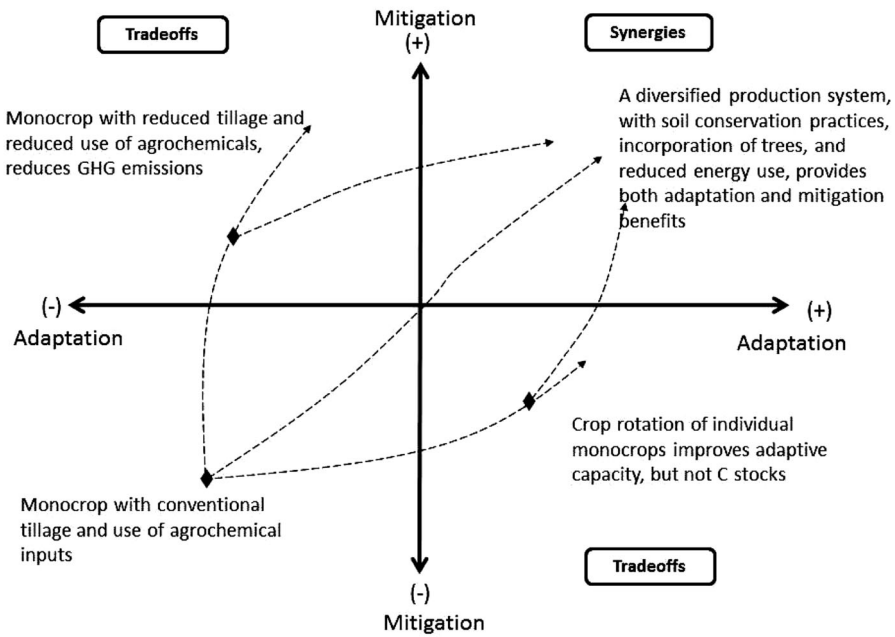 Tradeoffs
Mitigation
(+)
Synergies
Monocrop with reduced tillage and
reduced use of agrochemicals,
reduces GHG emissions
A diversified production system,
with soil conservation practices,
incorporation of trees, and
reduced energy use, provides
both adaptation and mitigation
benefits
(-)
Adaptation
(+)
Adaptation
Crop rotation of individual
monocrops improves adaptive
capacity, but not C stocks
Monocrop with conventional
tillage and use of agrochemical
inputs
Tradeoffs
(-)
Mitigation